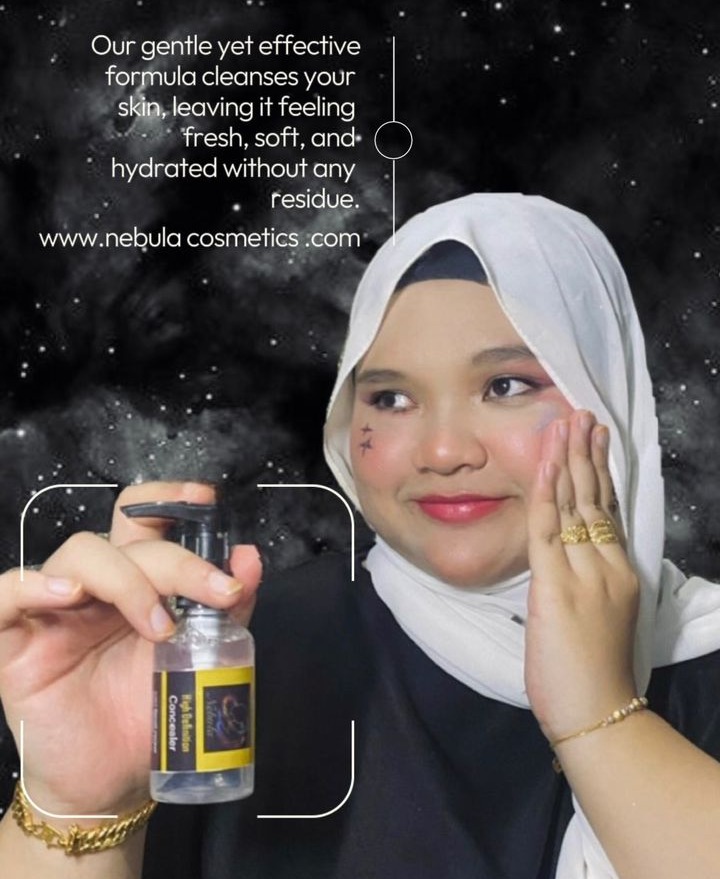 Our gentle yet effective
formula cleanses your
skin, leaving it feeling
fresh, soft, and
hydrated without any
residue.
www.nebula cosmetics .com
High Definition
Concealer
Nebula